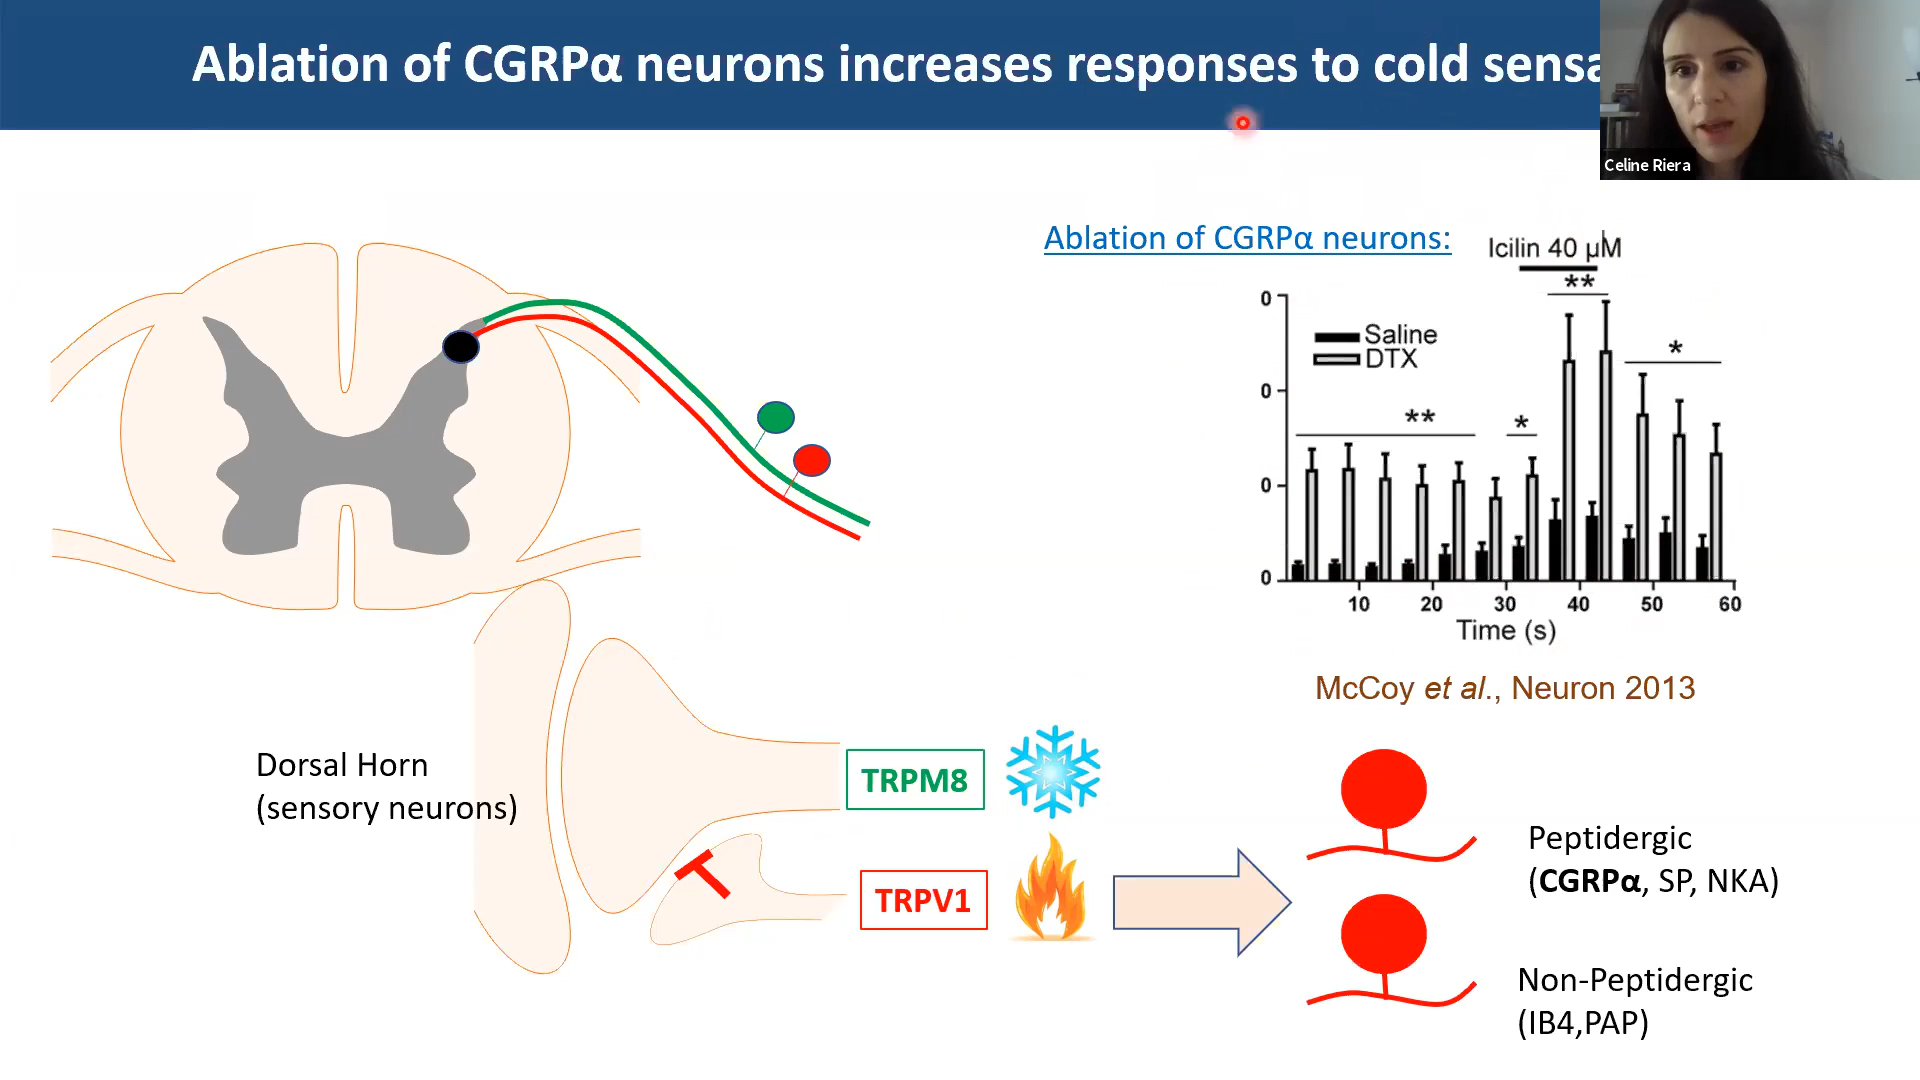 Ablation of CGRPα neurons increases responses to cold
Celine Riera
Ablation of CGRPα neurons:
Icilin 40 µM
**
0
Saline
DTX
*
0
**
*
0
0
10 20 30 40 50 60
Time (s)
McCoy et al., Neuron 2013
Dorsal Horn
(sensory neurons)
TRPM8
TRPV1
Peptidergic
(CGRPα, SP, NKA)
Non-Peptidergic
(IB4,PAP)